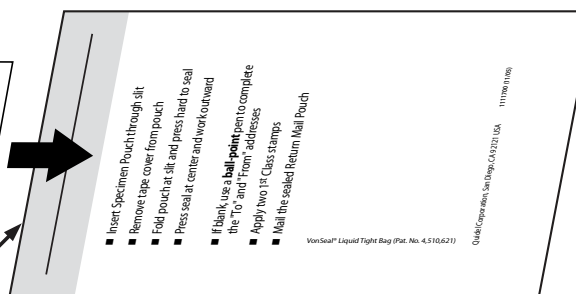 ■ Insert Specimen Pouch through slit
■ Remove tape cover from pouch
■ Fold pouch at slit and press hard to seal
■ Press seal at center and work outward
■ If blank, use a ball-point pen to complete
the "To" and "From" addresses
■ Apply two 1st Class stamps
■ Mail the sealed Return Mail Pouch
VonSeal® Liquid Tight Bag (Pat. No. 4,510,621)
Quidel Corporation, San Diego, CA 92121 USA
1111700 (11/05)